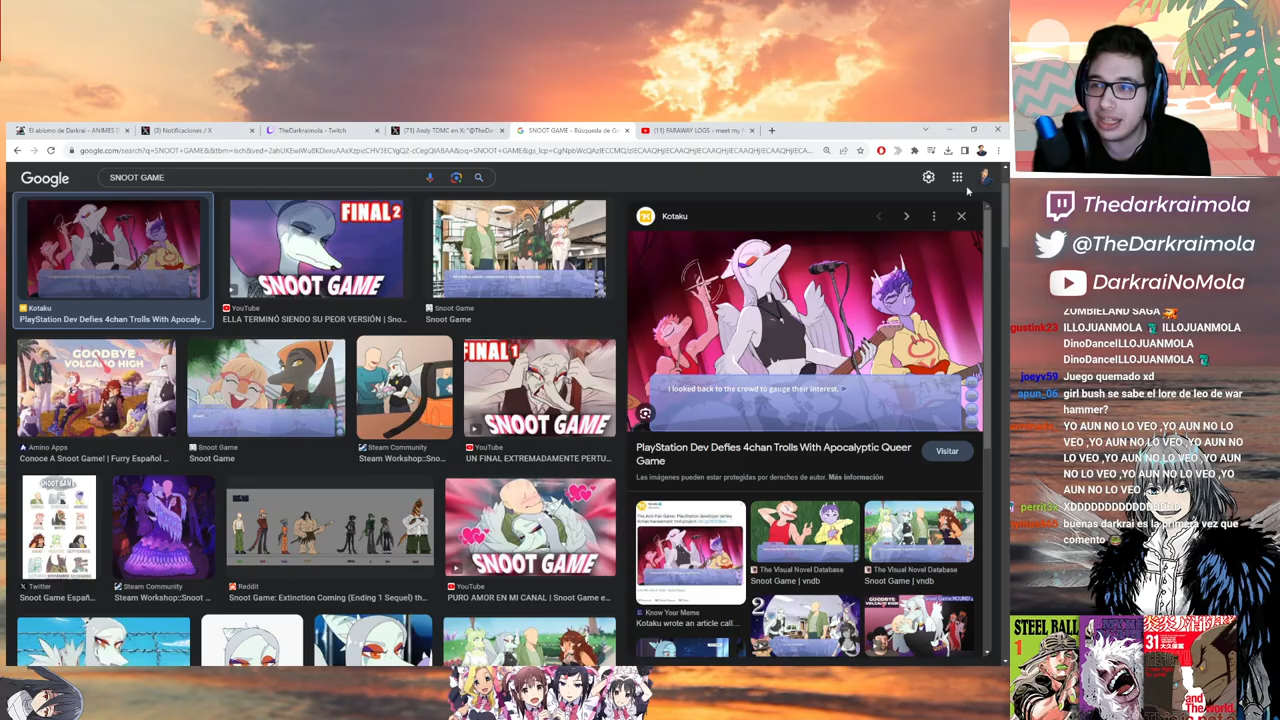 El abismo de Darkrai - ANIMES
(3) Notificaciones / X
TheDarkraimola - Twitch
(71) Andy TDMC en X: "@TheDa
SNOOT GAME - Búsqueda de Go
(11) FARAWAY LOGS - meet my
Google
SNOOT GAME
Kotaku
PlayStation Dev Defies 4chan Trolls With Apocaly...
FINAL 2
SNOOT GAME
YouTube
ELLA TERMINÓ SIENDO SU PEOR VERSIÓN | Sno...
Snoot Game
Snoot Game
GOODBYE
VOLCANO HIGH
Amino Apps
Conoce A Snoot Game! | Furry Español ...
Snoot Game
Snoot Game
Steam Community
Steam Workshop::Sno...
FINAL 1
SNOOT GAME
YouTube
UN FINAL EXTREMADAMENTE PERTU...
SNOOT GAME
Twitter
Snoot Game Españ...
Steam Community
Steam Workshop::Snoot ...
Reddit
Snoot Game: Extinction Coming (Ending 1 Sequel) th...
SNOOT GAME
YouTube
PURO AMOR EN MI CANAL | Snoot Game e...
Kotaku
I looked back to the crowd to gauge their interest.
PlayStation Dev Defies 4chan Trolls With Apocalyptic Queer
Game
Visitar
Las imágenes pueden estar protegidas por derechos de autor. Más información
Know Your Meme
Kotaku wrote an article call...
The Visual Novel Database
Snoot Game | vndb
The Visual Novel Database
Snoot Game | vndb
Thedarkraimola
@TheDarkraimola
DarkraiNoMola
ZOMBIELAND SAGA
gustink23 ILLOJUANMOLA ILLOJUANMOLA
DinoDanceILLOJUANMOLA
DinoDanceILLOJUANMOLA
joeyv59 Juego quemado xd
apun_06 girl bush se sabe el lore de leo de war
hammer?
YO AUN NO LO VEO ,YO AUN NO LO
VEO ,YO AUN NO LO VEO ,YO AUN NO
LO VEO ,YO AUN NO LO VEO ,YO AUN
NO LO VEO ,YO AUN NO LO VEO ,YO
AUN NO LO VEO
perrit3x XDDDDDDDDDDDDDDD
buenas darkrai es la primera vez que
comento
STEEL BALL
1
31
and
The world